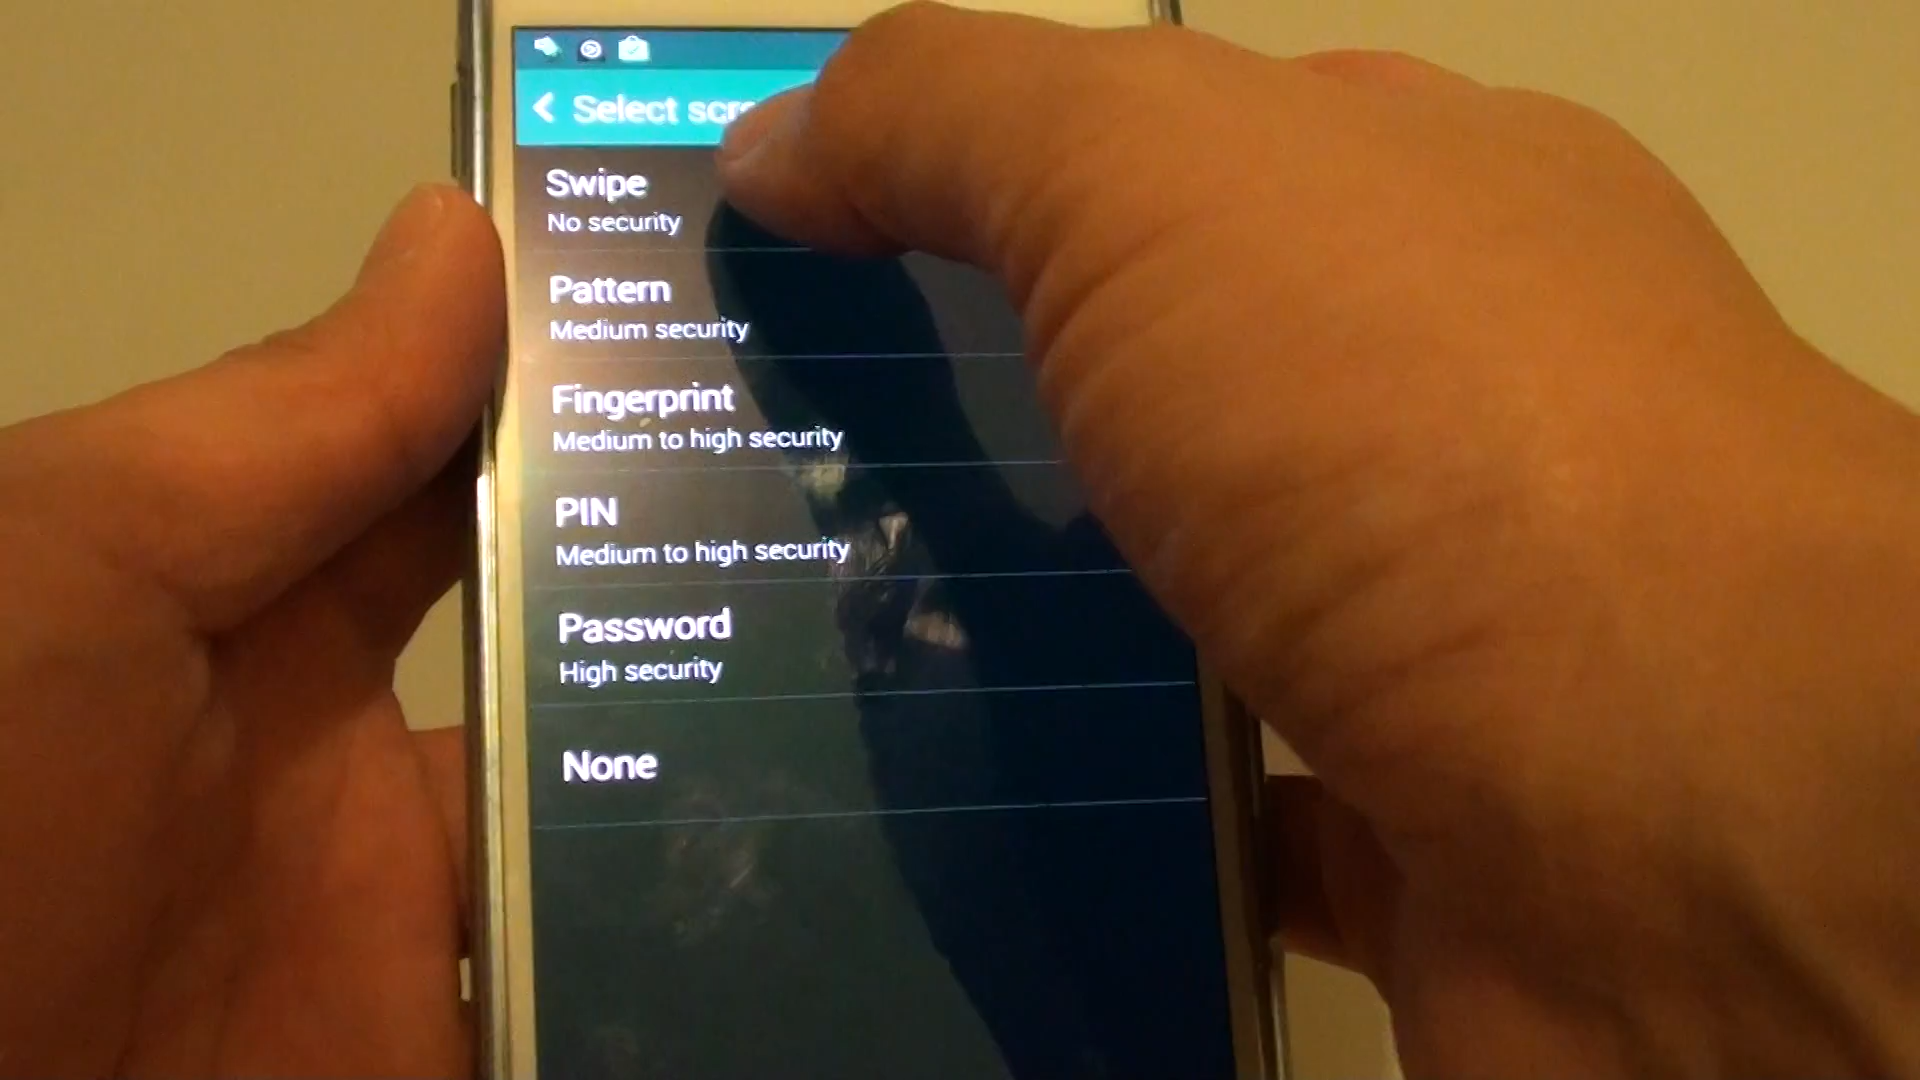 Select
Swipe
No security
Pattern
Medium security
Fingerprint
Medium to high security
PIN
Medium to high security
Password
High security
None